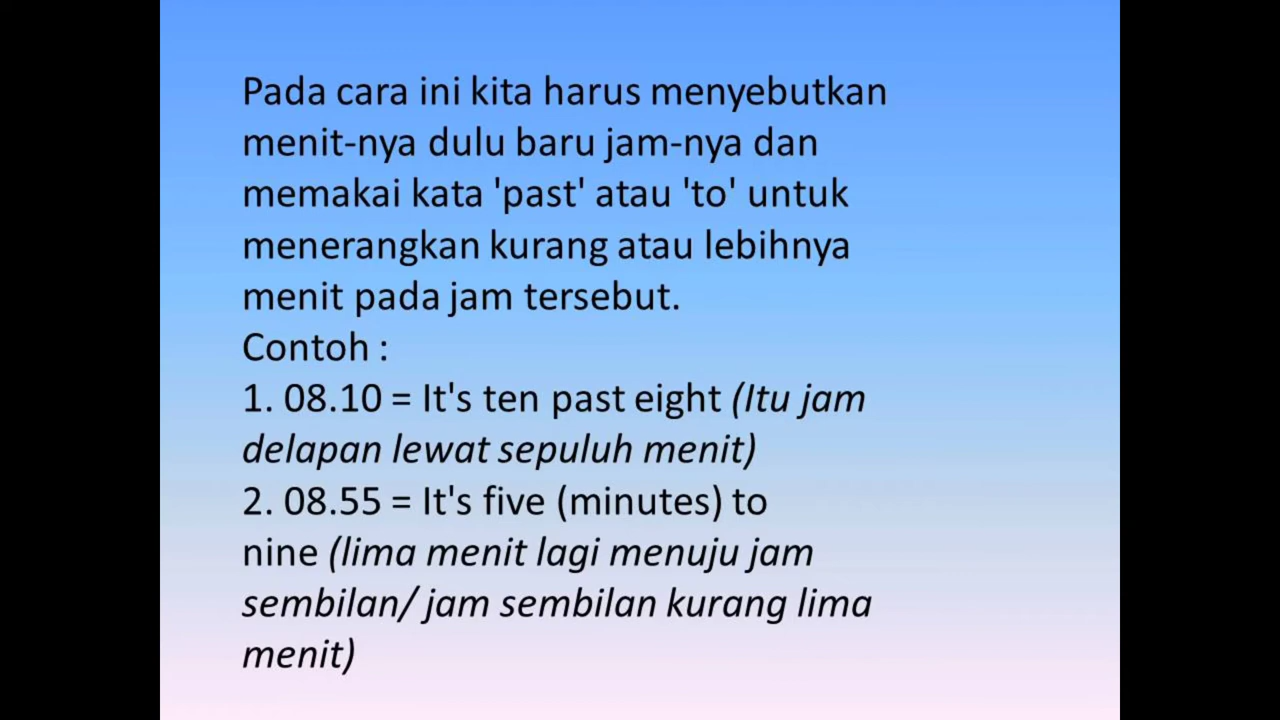 Pada cara ini kita harus menyebutkan
menit-nya dulu baru jam-nya dan
memakai kata 'past' atau 'to' untuk
menerangkan kurang atau lebihnya
menit pada jam tersebut.
Contoh :
1. 08.10 = It's ten past eight (Itu jam
delapan lewat sepuluh menit)
2. 08.55 = It's five (minutes) to
nine (lima menit lagi menuju jam
sembilan/ jam sembilan kurang lima
menit)